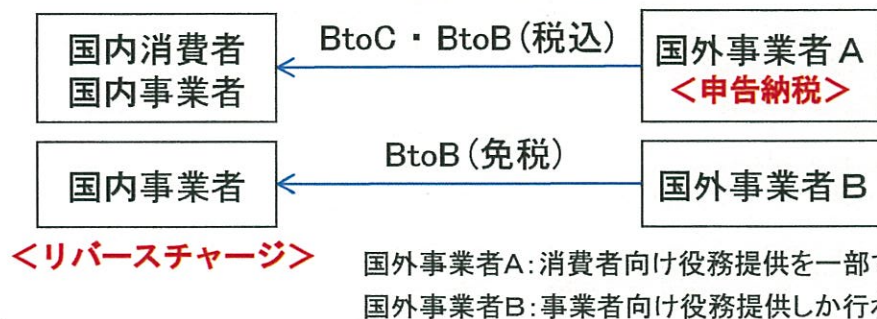 国内消費者
国内事業者
BtoC・BtoB(税込)
国外事業者A
<申告納税>
国内事業者
BtoB(免税)
国外事業者B
<リバースチャージ>
国外事業者A:消費者向け役務提供を一部
国外事業者B:事業者向け役務提供しか行